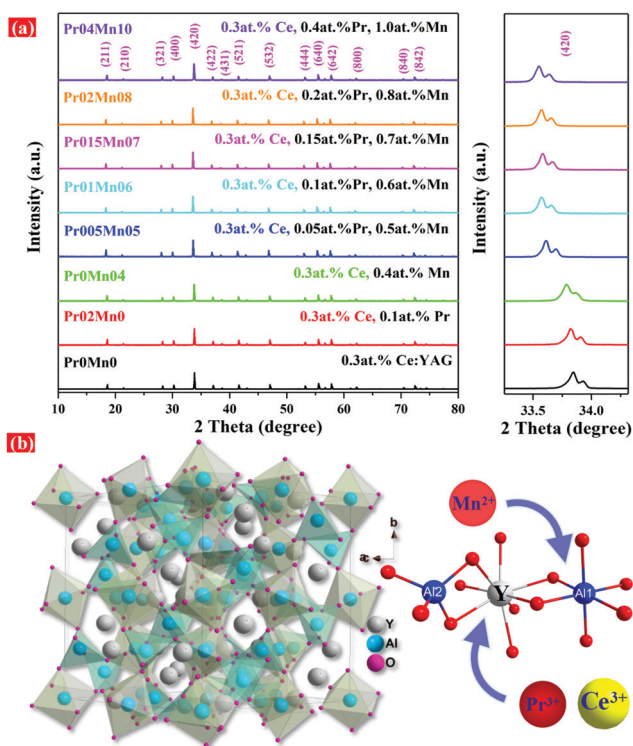 (a)
Pr04Mn10 0.3at.% Ce, 0.4at.%Pr, 1.0at.%Mn
(211) (210) (321) (400) (420) (422) (431) (521) (532) (444) (640) (642) (800) (840) (842)
(420)
Pr02Mn08 0.3at.% Ce, 0.2at.%Pr, 0.8at.%Mn
Pr015Mn07 0.3at.% Ce, 0.15at.%Pr, 0.7at.%Mn
Pr01Mn06 0.3at.% Ce, 0.1at.%Pr, 0.6at.%Mn
Pr005Mn05 0.3at.% Ce, 0.05at.%Pr, 0.5at.%Mn
Pr0Mn04 0.3at.% Ce, 0.4at.% Mn
Pr02Mn0 0.3at.% Ce, 0.1at.% Pr
Pr0Mn0 0.3at.% Ce:YAG
Intensity (a.u.)
Intensity (a.u.)
10 20 30 40 50 60 70 80
33.5 34.0
2 Theta (degree)
2 Theta (degree)
(b)
b
a c
Y
Al
O
Mn²⁺
Al2
Y
Al1
Pr³⁺
Ce³⁺